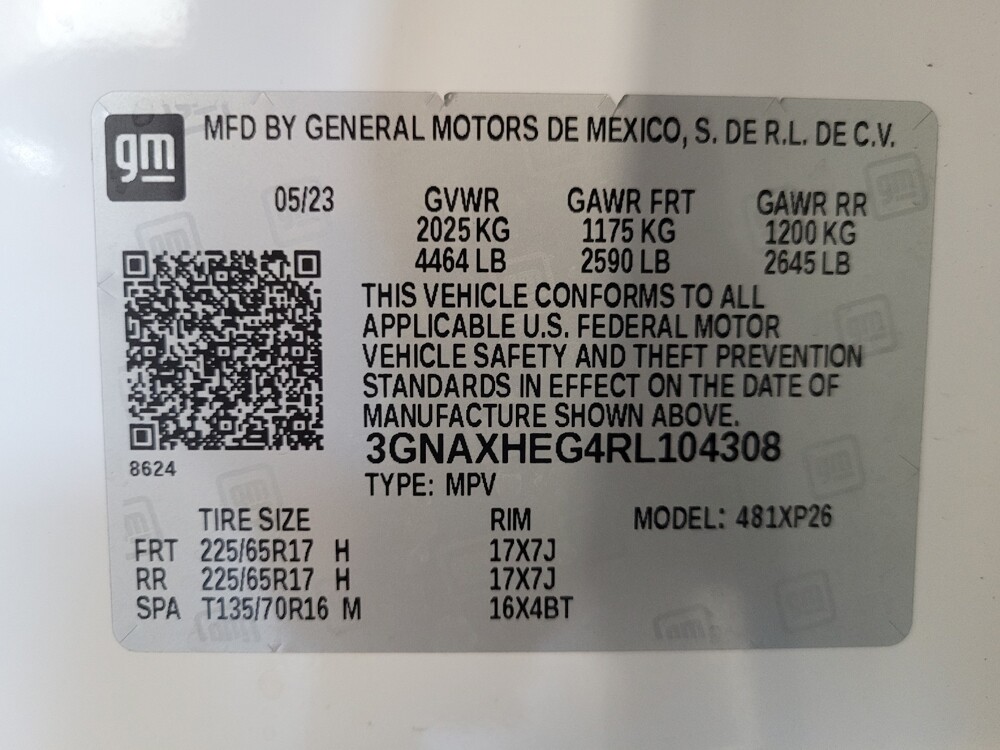 gm MFD BY GENERAL MOTORS DE MEXICO, S. DE R.L. DE C.V.
05/23 GVWR GAWR FRT GAWR RR
2025 KG 1175 KG 1200 KG
4464 LB 2590 LB 2645 LB
THIS VEHICLE CONFORMS TO ALL
APPLICABLE U.S. FEDERAL MOTOR
VEHICLE SAFETY AND THEFT PREVENTION
STANDARDS IN EFFECT ON THE DATE OF
MANUFACTURE SHOWN ABOVE.
3GNAXHEG4RL104308
8624
TYPE: MPV
TIRE SIZE RIM MODEL: 481XP26
FRT 225/65R17 H 17X7J
RR 225/65R17 H 17X7J
SPA T135/70R16 M 16X4BT